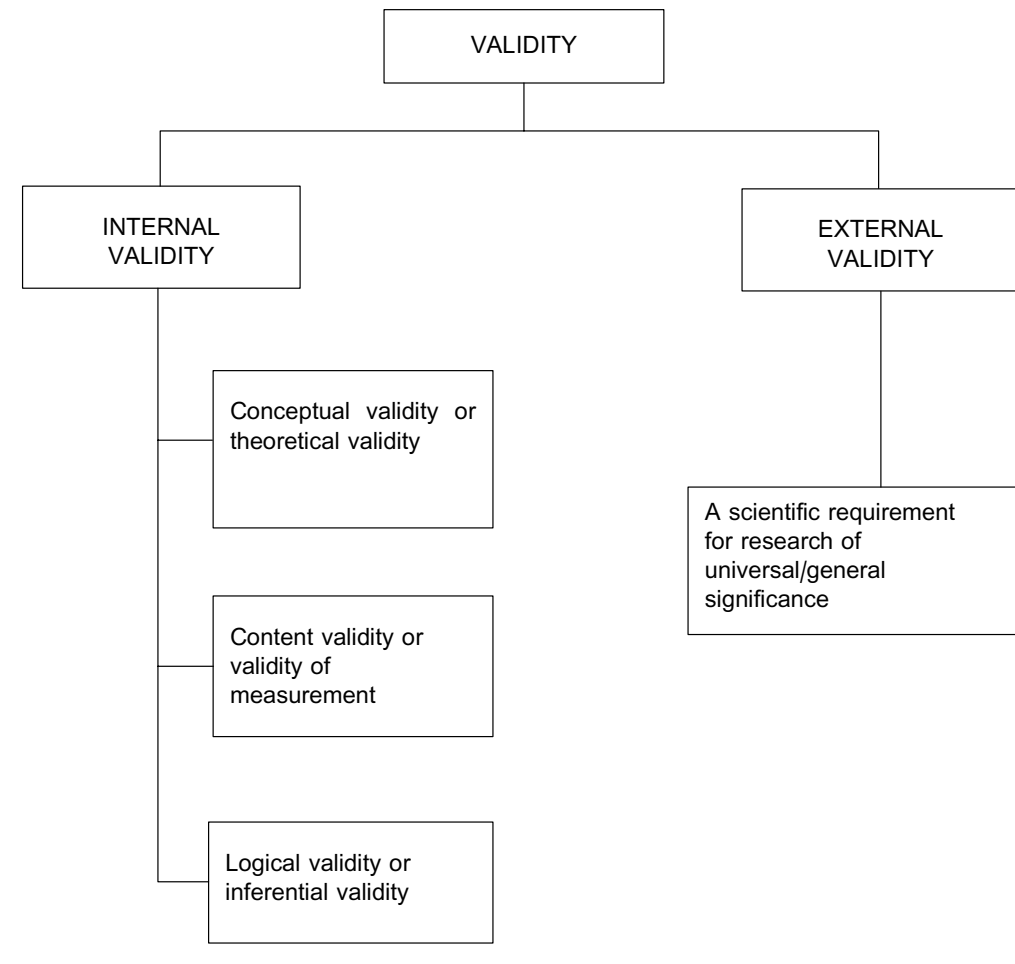 VALIDITY
INTERNAL
VALIDITY
EXTERNAL
VALIDITY
Conceptual validity or
theoretical validity
A scientific requirement
for research of
universal/general
significance
Content validity or
validity of
measurement
Logical validity or
inferential validity